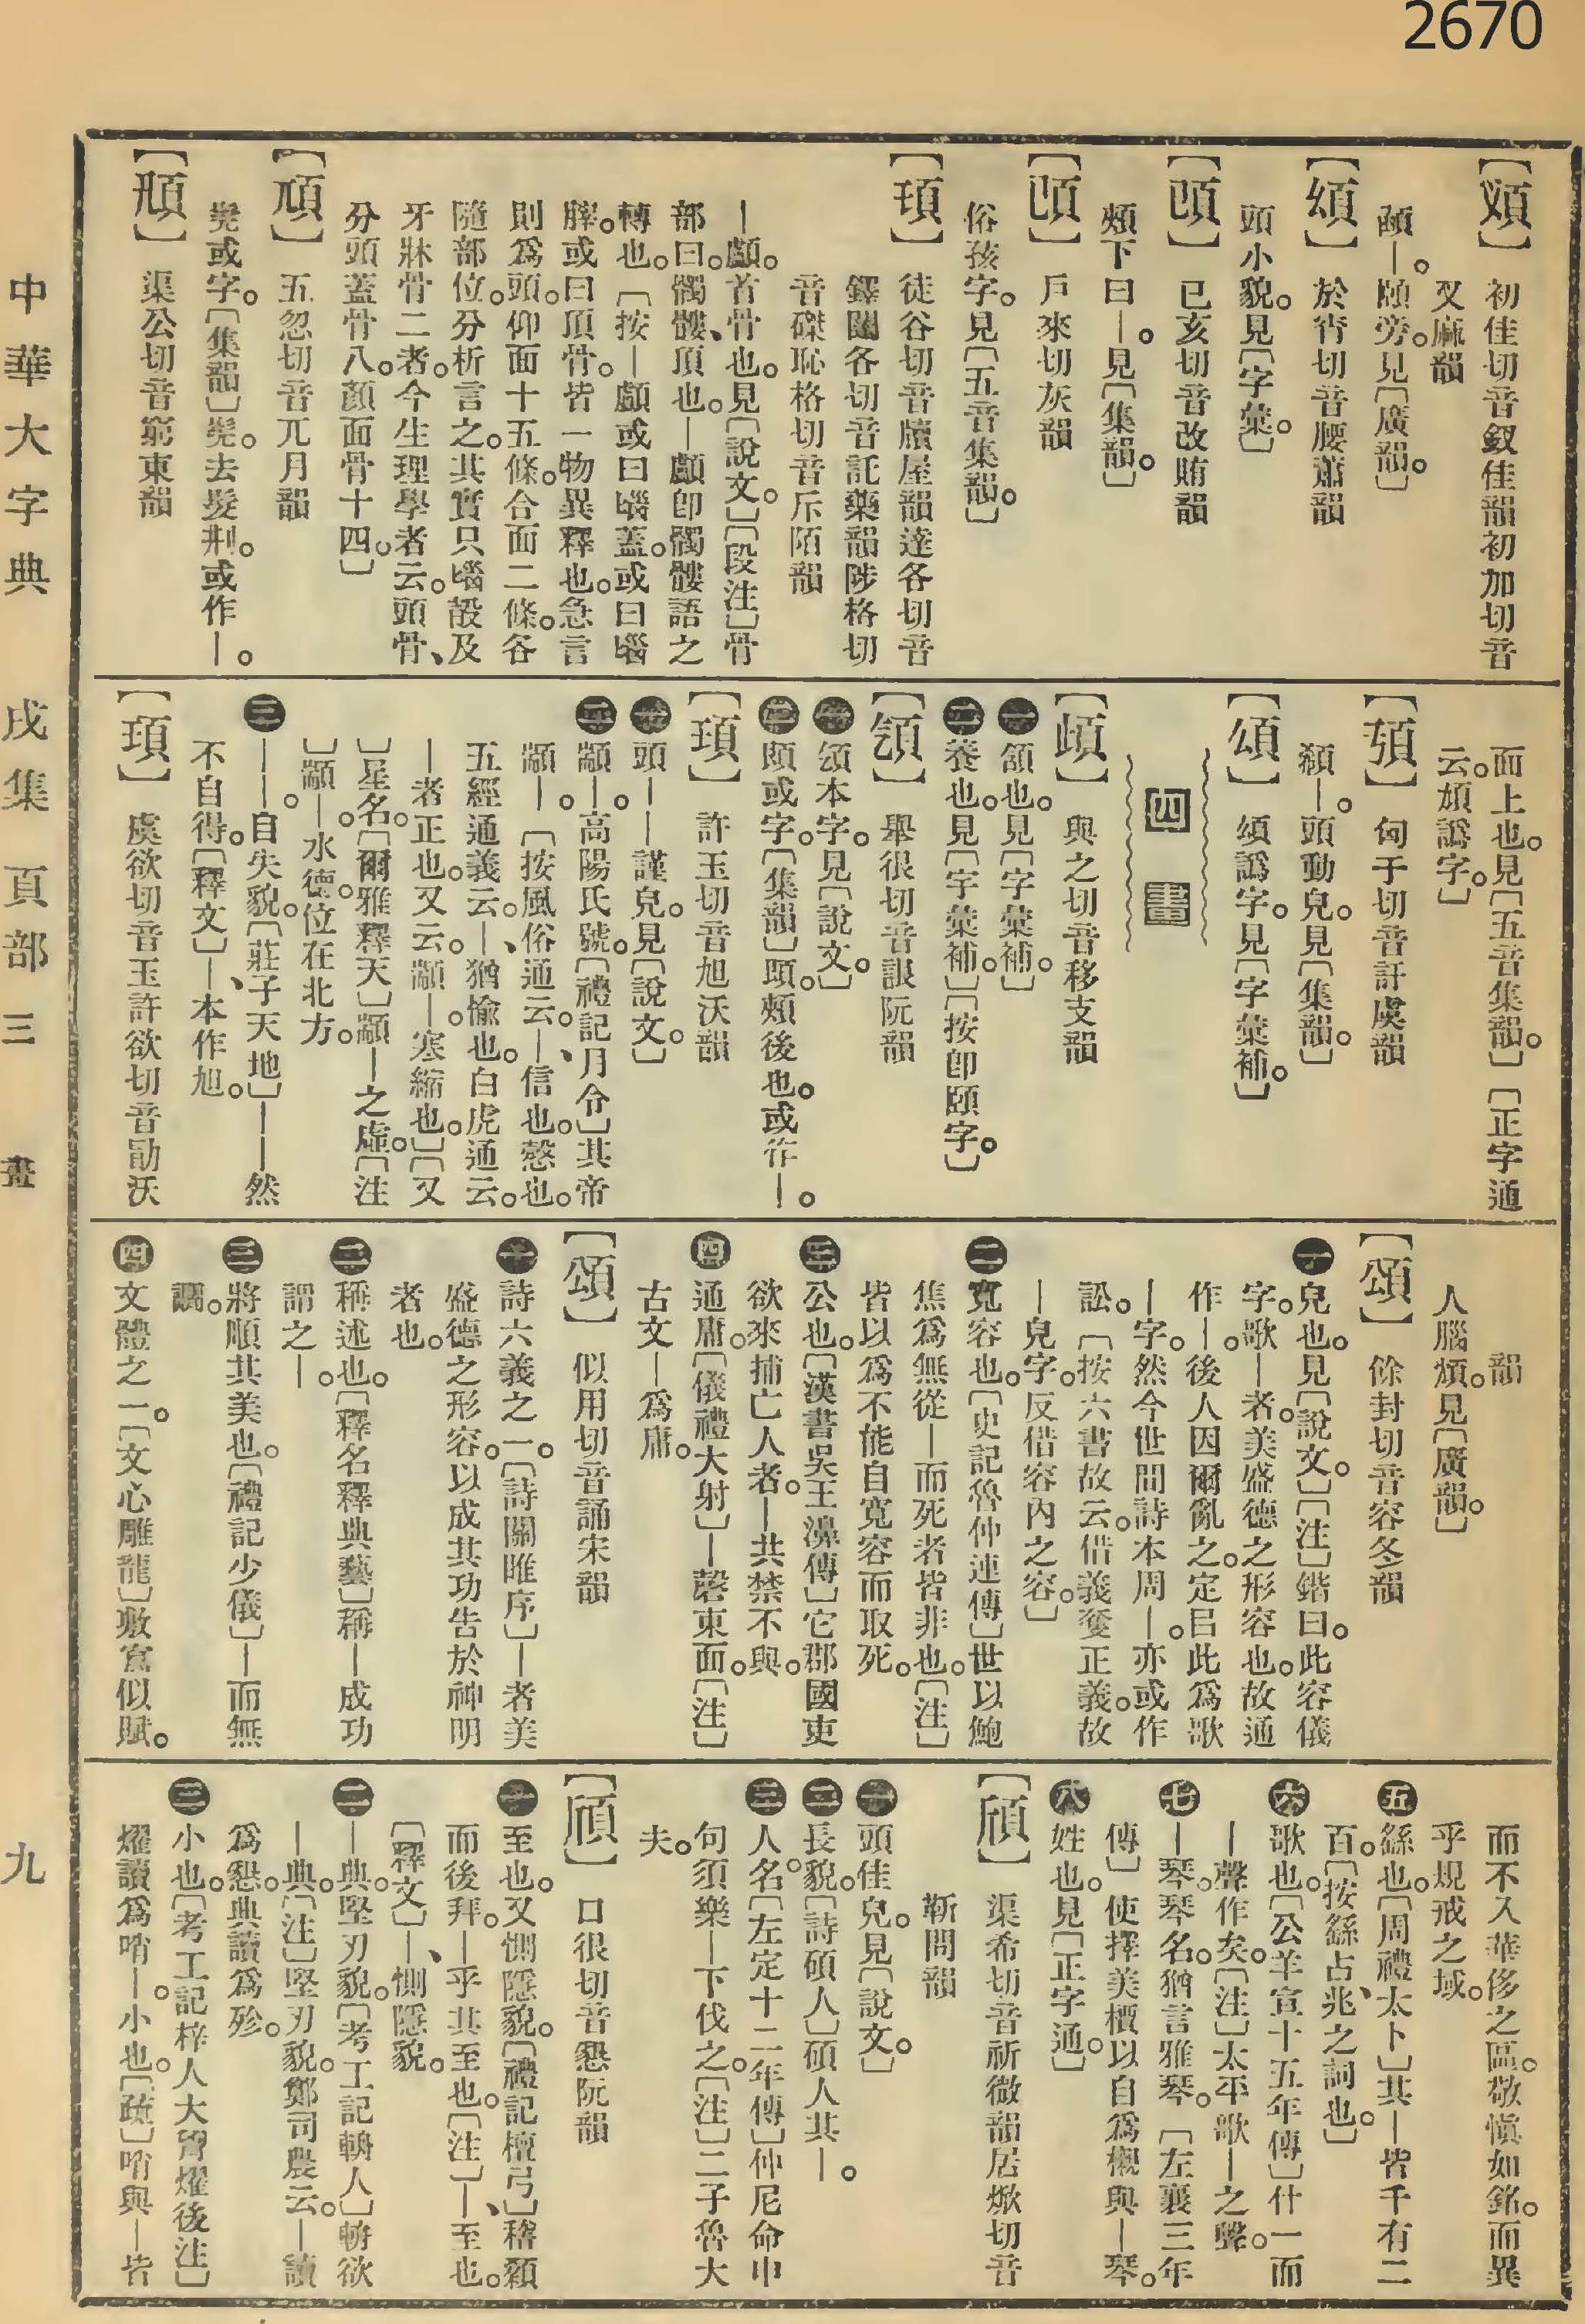 2670
初佳切音釵佳韻初加切音
叉麻韻
頤旁。見〔廣韻。〕
於宵切音腰蕭韻
頭小貌。見〔字彙。〕
已亥切音改賄韻
頰下曰—。見〔集韻。〕
戶來切灰韻
俗孩字。見〔五音集韻。〕
徒谷切音牘屋韻達各切音
鐸闥各切音託藥韻陟格切
音磔恥格切音斥陌韻
—顱。首骨也。見〔說文。〕〔段注〕骨
部曰。髑髏、頂也。—顱卽髑髏語之
轉也。〔按—顱或曰𦠊蓋。或曰𦠊
髀。或曰頂骨。皆一物異釋也。急言
則爲頭。仰面十五條。合面二條。各
隨部位。分析言之。其實只𦠊殼及
牙牀骨二者。今生理學者云。頭骨、
分頭蓋骨八。顏面骨十四。〕
五忽切音兀月韻
髡或字。〔集韻〕髡。去髮刑。或作—。
渠公切音窮東韻
面上也。見〔五音集韻。〕〔正字通
云。頄譌字。〕
匈于切音訏虞韻
—。頭動皃。見〔集韻。〕
頌譌字。見〔字彙補。〕
四畫
與之切音移支韻
㊀頷也。見〔字彙補。〕
㊁養也。見〔字彙補。〕〔按卽頤字。〕
舉很切音詪阮韻
㊀頜本字。見〔說文。〕
㊁頤或字。〔集韻〕頤。頰後也。或作—。
【頊】 許玉切音旭沃韻
㊀頭——謹皃。見〔說文。〕
㊁顓—。高陽氏號。〔禮記月令〕其帝
顓—。〔按風俗通云。—、信也。愨也。
五經通義云。—、猶愉也。白虎通云。
—者正也。又云。顓—。寒縮也。〕〔又
〕星名。〔爾雅釋天〕顓—之虛。〔注
〕顓—。水德。位在北方。
㊂——。自失貌。〔莊子天地〕——然
不自得。〔釋文〕—、本作旭。
虞欲切音玉許欲切音勖沃
韻
人腦頄。見〔廣韻。〕
【頌】 餘封切音容冬韻
㊀皃也。見〔說文。〕〔注〕鍇曰。此容儀
字。歌—者。美盛德之形容也。故通
作—。後人因爾亂之。定㠯此爲歌
—字。然今世間詩本周—。亦或作
訟。〔按六書故云。借義奪正義。故
—皃字。反借容內之容。〕
㊁寬容也。〔史記魯仲連傳〕世以鮑
焦爲無從—而死者皆非也。〔注〕
皆以爲不能自寬容而取死。
㊂公也。〔漢書吳王濞傳〕它郡國吏
欲來捕亡人者。—共禁不與。
㊃通庸。〔儀禮大射〕—磬東面。〔注〕
古文—爲庸。
【頌】 似用切音誦宋韻
㊀詩六義之一。〔詩關雎序〕—者美
盛德之形容。以成其功吿於神明
者也。
㊁稱述也。〔釋名釋典藝〕稱—成功
謂之—。
㊂將順其美也。〔禮記少儀〕—而無
讇。
㊃文體之一。〔文心雕龍〕敷寫似賦。
而不入華侈之區。敬愼如銘。而異
乎規戒之域。
㊄繇也。〔周禮太卜〕其—皆千有二
百。〔按繇、占兆之詞也。〕
㊅歌也。〔公羊宣十五年傳〕什一而
—聲作矣。〔注〕太平歌—之聲。
㊆—琴。琴名。猶言雅琴。〔左襄三年
傳〕使擇美檟以自爲櫬與—琴。
㊇姓也。見〔正字通。〕
【頎】 渠希切音祈微韻居焮切音
靳問韻
㊀頭佳皃。見〔說文。〕
㊁長貌。〔詩碩人〕碩人其—。
㊂人名。〔左定十二年傳〕仲尼命申
句須樂—下伐之。〔注〕二子魯大
夫。
【頎】 口很切音懇阮韻
㊀至也。又惻隱貌。〔禮記檀弓〕稽顙
而後拜。—乎其至也。〔注〕—、至也。
〔釋文〕—、惻隱貌。
㊁—典。堅刃貌。〔考工記輈人〕輈欲
—典。〔注〕堅刃貌。鄭司農云。—讀
爲懇。典讀爲殄。
㊂小也。〔考工記梓人大胷燿後注〕
燿讀爲哨。—小也。〔疏〕哨與—皆
中華大字典 戌集 頁部 三 畫 九